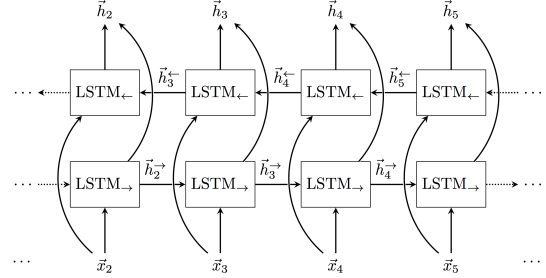 h⃗₂ h⃗₃ h⃗₄ h⃗₅
··· LSTM← h⃗₃← LSTM← h⃗₄← LSTM← h⃗₅← LSTM← ···
··· LSTM→ h⃗₂→ LSTM→ h⃗₃→ LSTM→ h⃗₄→ LSTM→ ···
··· x⃗₂ x⃗₃ x⃗₄ x⃗₅ ···